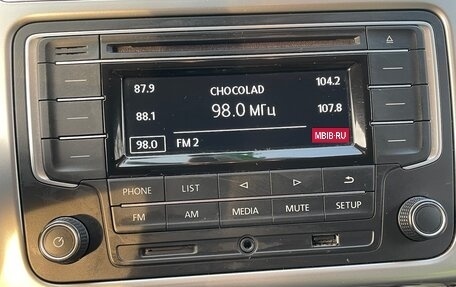 87.9
CHOCOLAD
104.2
88.1
98.0 МГц
107.8
98.0
FM 2
MBIB.RU
PHONE LIST
FM AM MEDIA MUTE SETUP